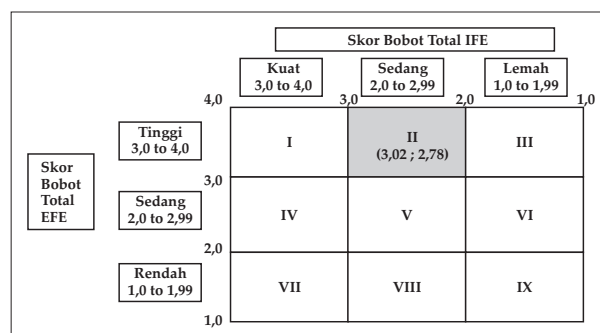 Skor Bobot Total IFE
Kuat
3,0 to 4,0
Sedang
2,0 to 2,99
Lemah
1,0 to 1,99
4,0
3,0
2,0
1,0
Tinggi
3,0 to 4,0
I
II
(3,02 ; 2,78)
III
3,0
Skor
Bobot
Total
EFE
Sedang
2,0 to 2,99
IV
V
VI
2,0
Rendah
1,0 to 1,99
VII
VIII
IX
1,0